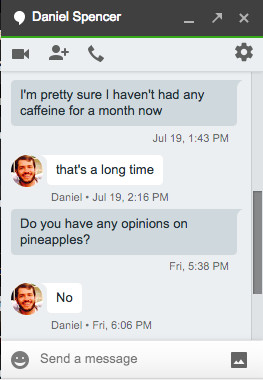 Daniel Spencer
I'm pretty sure I haven't had any
caffeine for a month now
Jul 19, 1:43 PM
that's a long time
Daniel • Jul 19, 2:16 PM
Do you have any opinions on
pineapples?
Fri, 5:38 PM
No
Daniel • Fri, 6:06 PM
Send a message